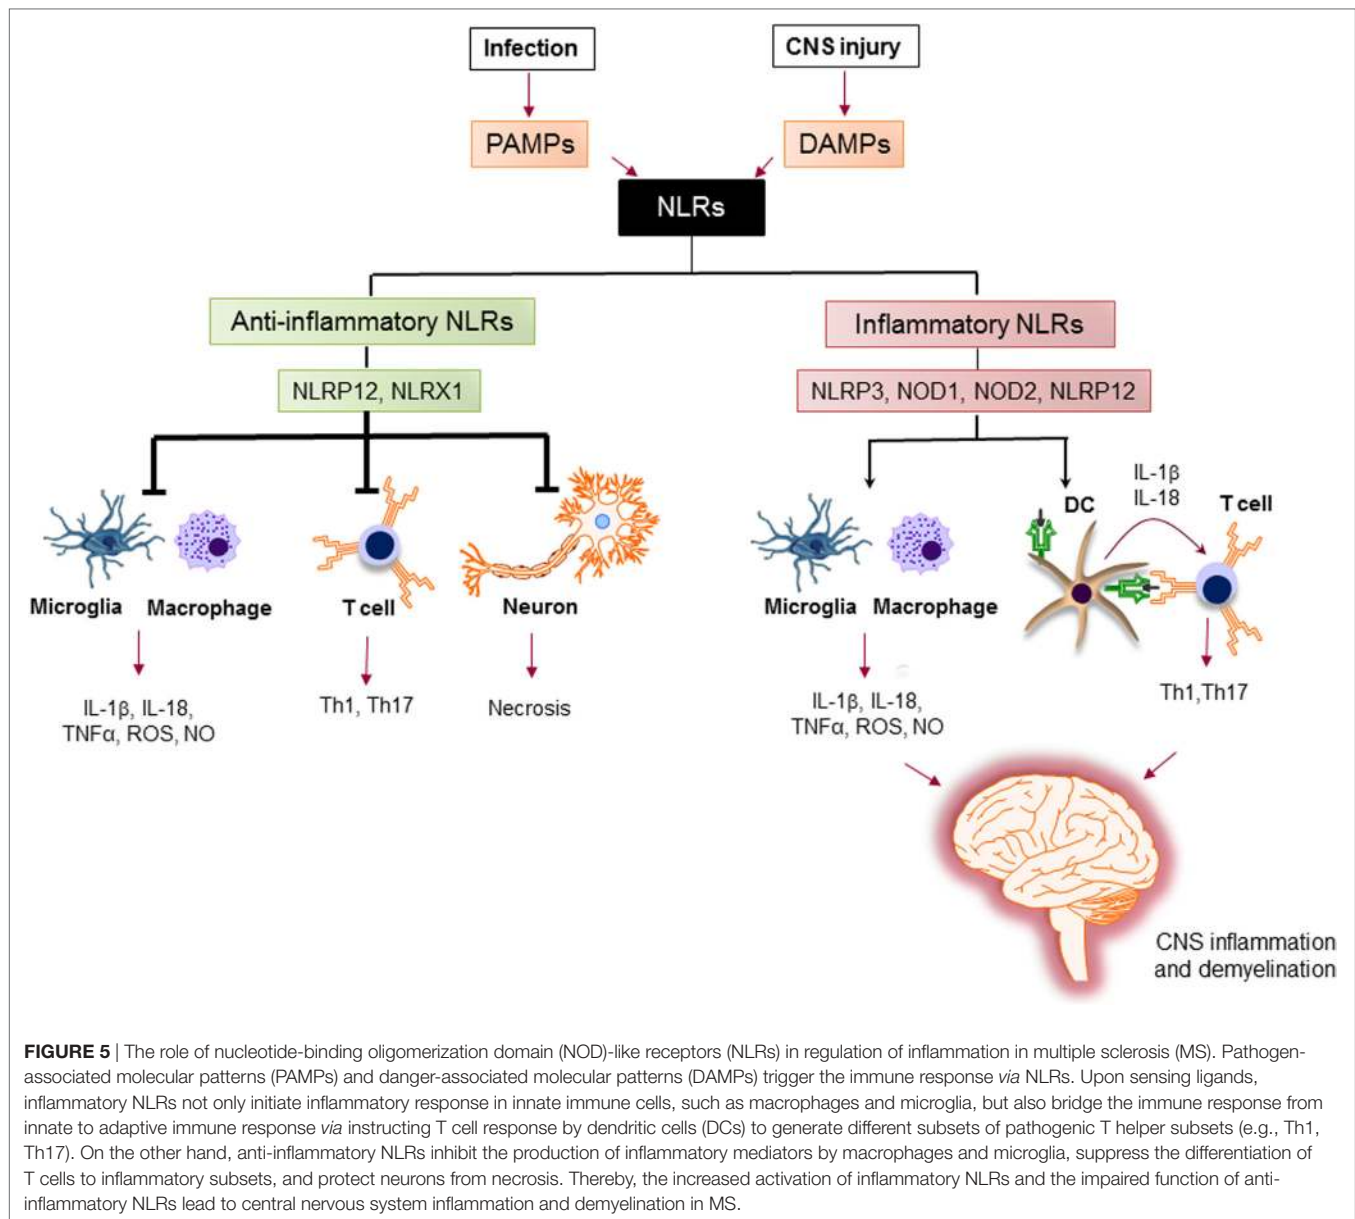 Infection
CNS injury
PAMPs
DAMPs
NLRs
Anti-inflammatory NLRs
Inflammatory NLRs
NLRP12, NLRX1
NLRP3, NOD1, NOD2, NLRP12
Microglia
Macrophage
T cell
Neuron
IL-1β, IL-18,
TNFα, ROS, NO
Th1, Th17
Necrosis
Microglia
Macrophage
DC
IL-1β
IL-18
T cell
IL-1β, IL-18,
TNFα, ROS, NO
Th1,Th17
CNS inflammation
and demyelination
FIGURE 5 | The role of nucleotide-binding oligomerization domain (NOD)-like receptors (NLRs) in regulation of inflammation in multiple sclerosis (MS). Pathogen-
associated molecular patterns (PAMPs) and danger-associated molecular patterns (DAMPs) trigger the immune response via NLRs. Upon sensing ligands,
inflammatory NLRs not only initiate inflammatory response in innate immune cells, such as macrophages and microglia, but also bridge the immune response from
innate to adaptive immune response via instructing T cell response by dendritic cells (DCs) to generate different subsets of pathogenic T helper subsets (e.g., Th1,
Th17). On the other hand, anti-inflammatory NLRs inhibit the production of inflammatory mediators by macrophages and microglia, suppress the differentiation of
T cells to inflammatory subsets, and protect neurons from necrosis. Thereby, the increased activation of inflammatory NLRs and the impaired function of anti-
inflammatory NLRs lead to central nervous system inflammation and demyelination in MS.